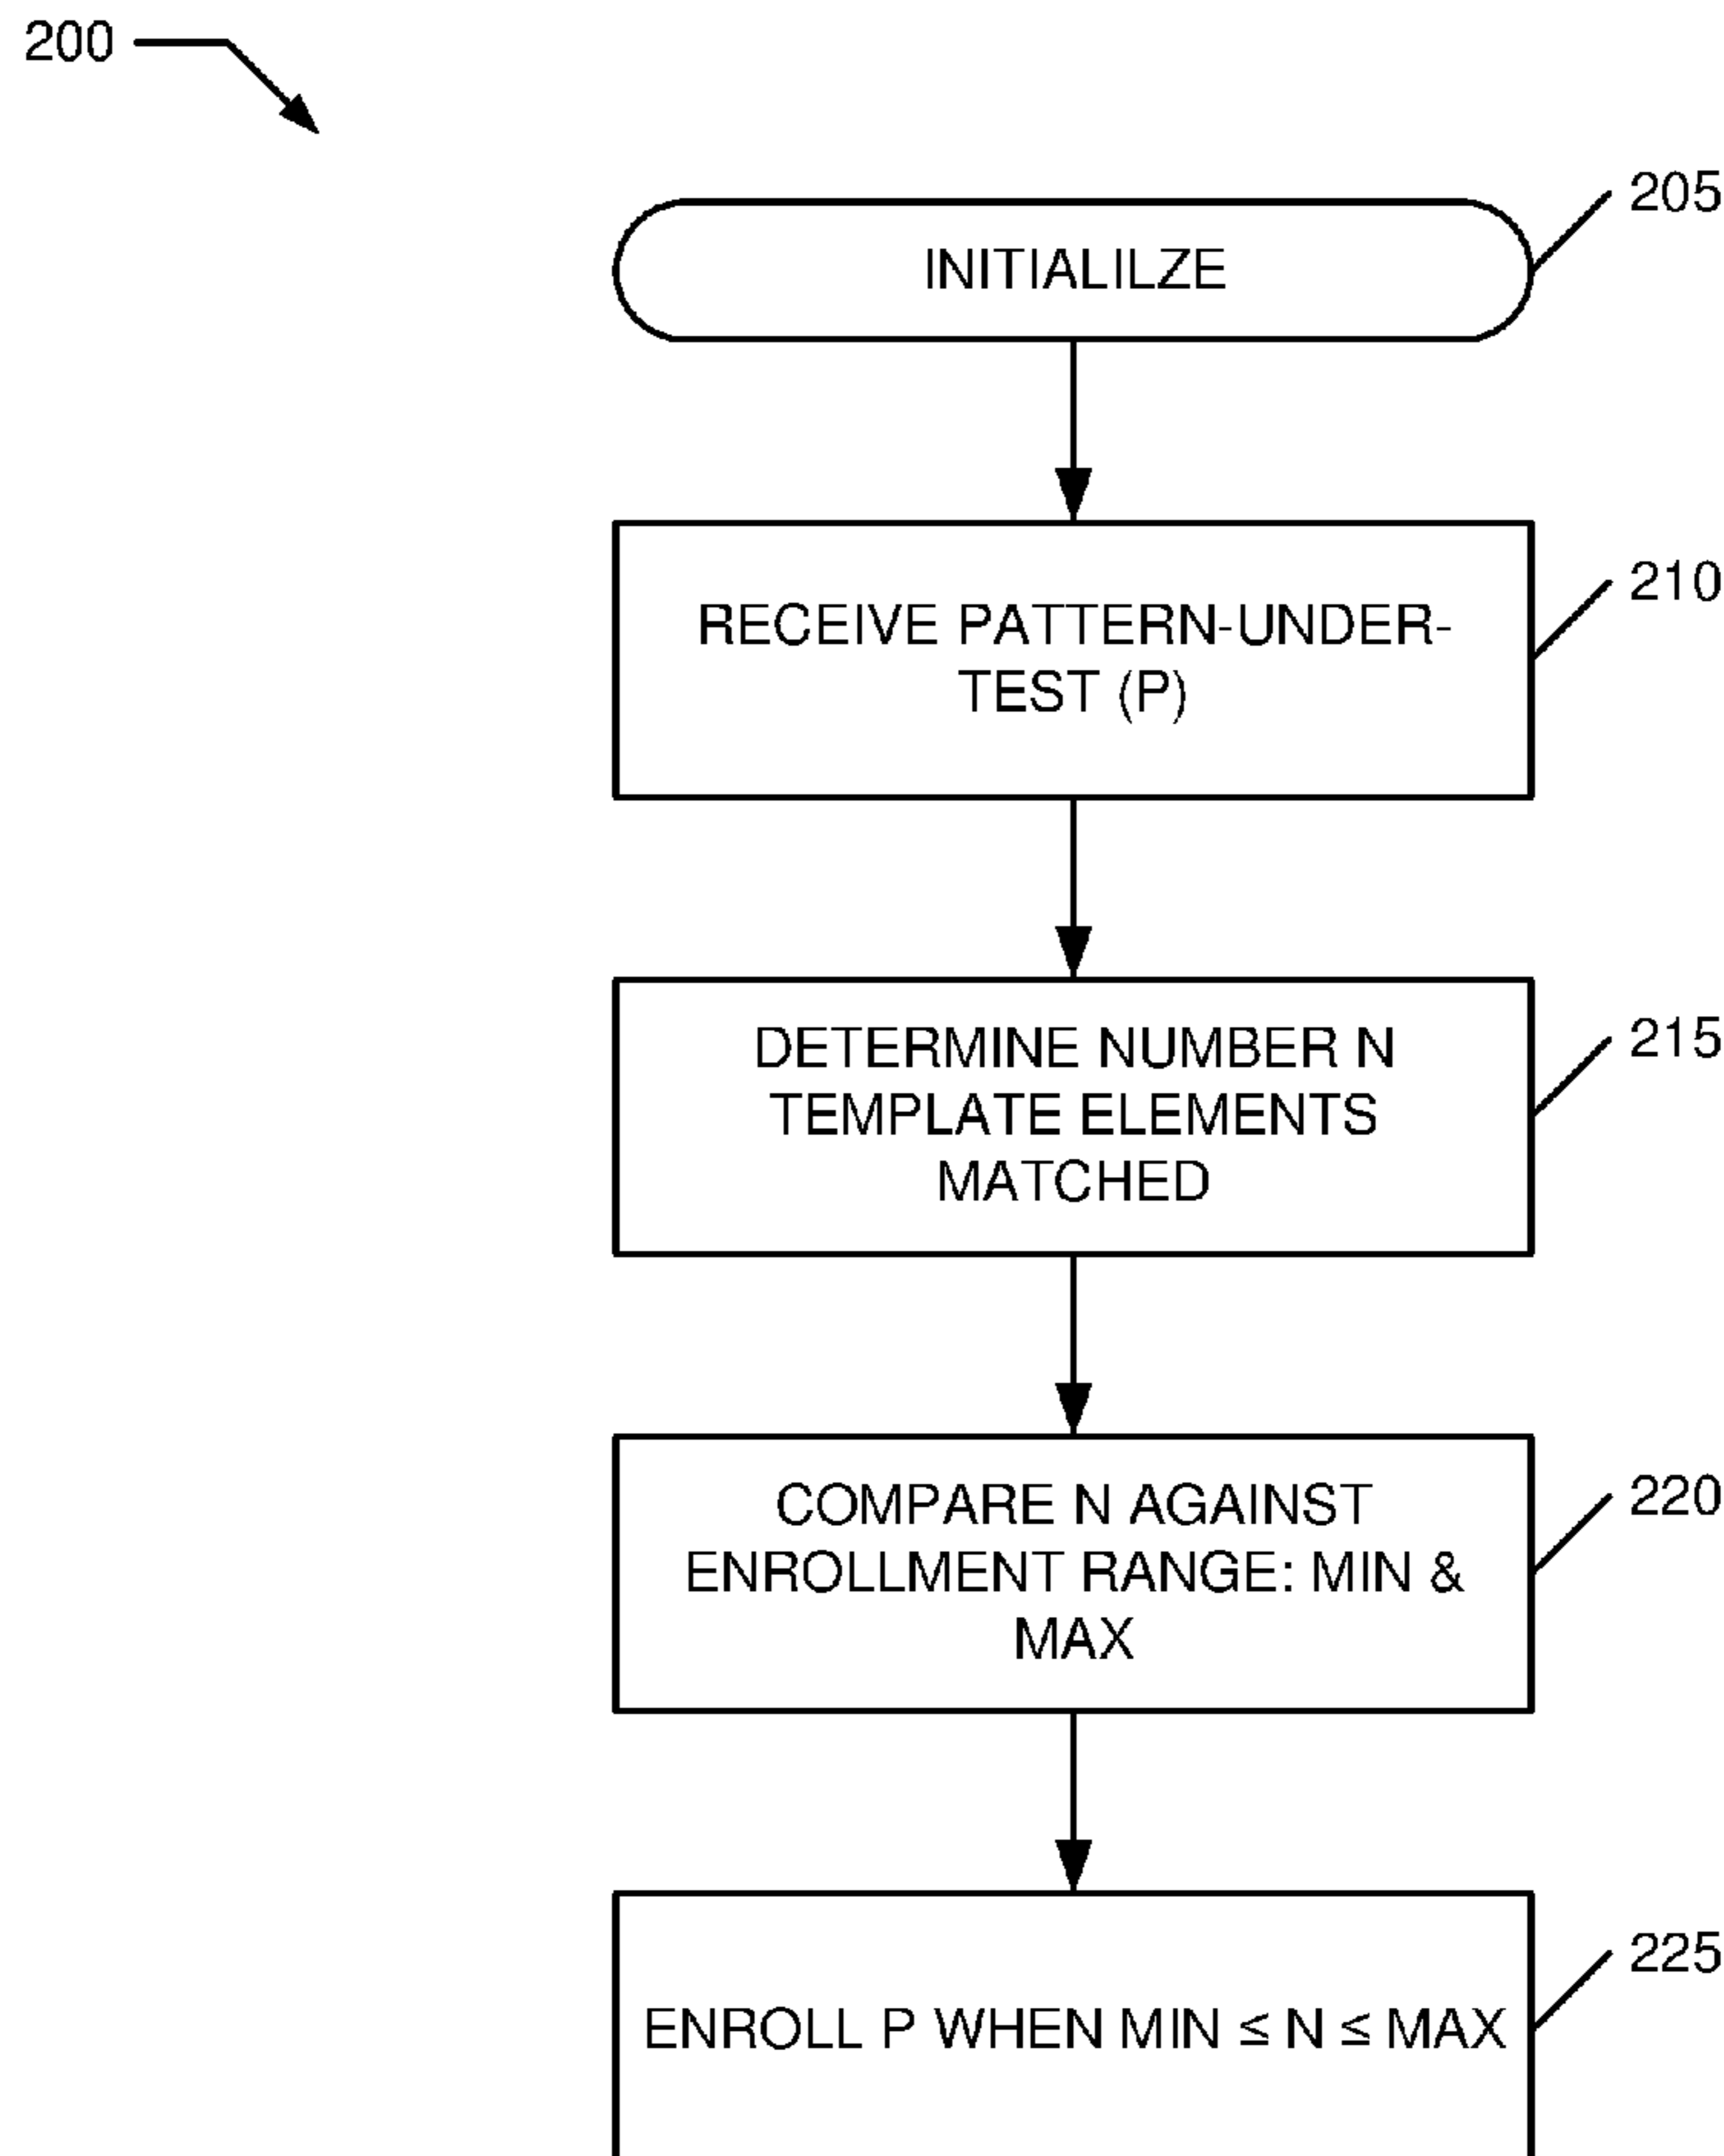 200
205
INITIALILZE
210
RECEIVE PATTERN-UNDER-
TEST (P)
215
DETERMINE NUMBER N
TEMPLATE ELEMENTS
MATCHED
220
COMPARE N AGAINST
ENROLLMENT RANGE: MIN &
MAX
225
ENROLL P WHEN MIN ≤ N ≤ MAX